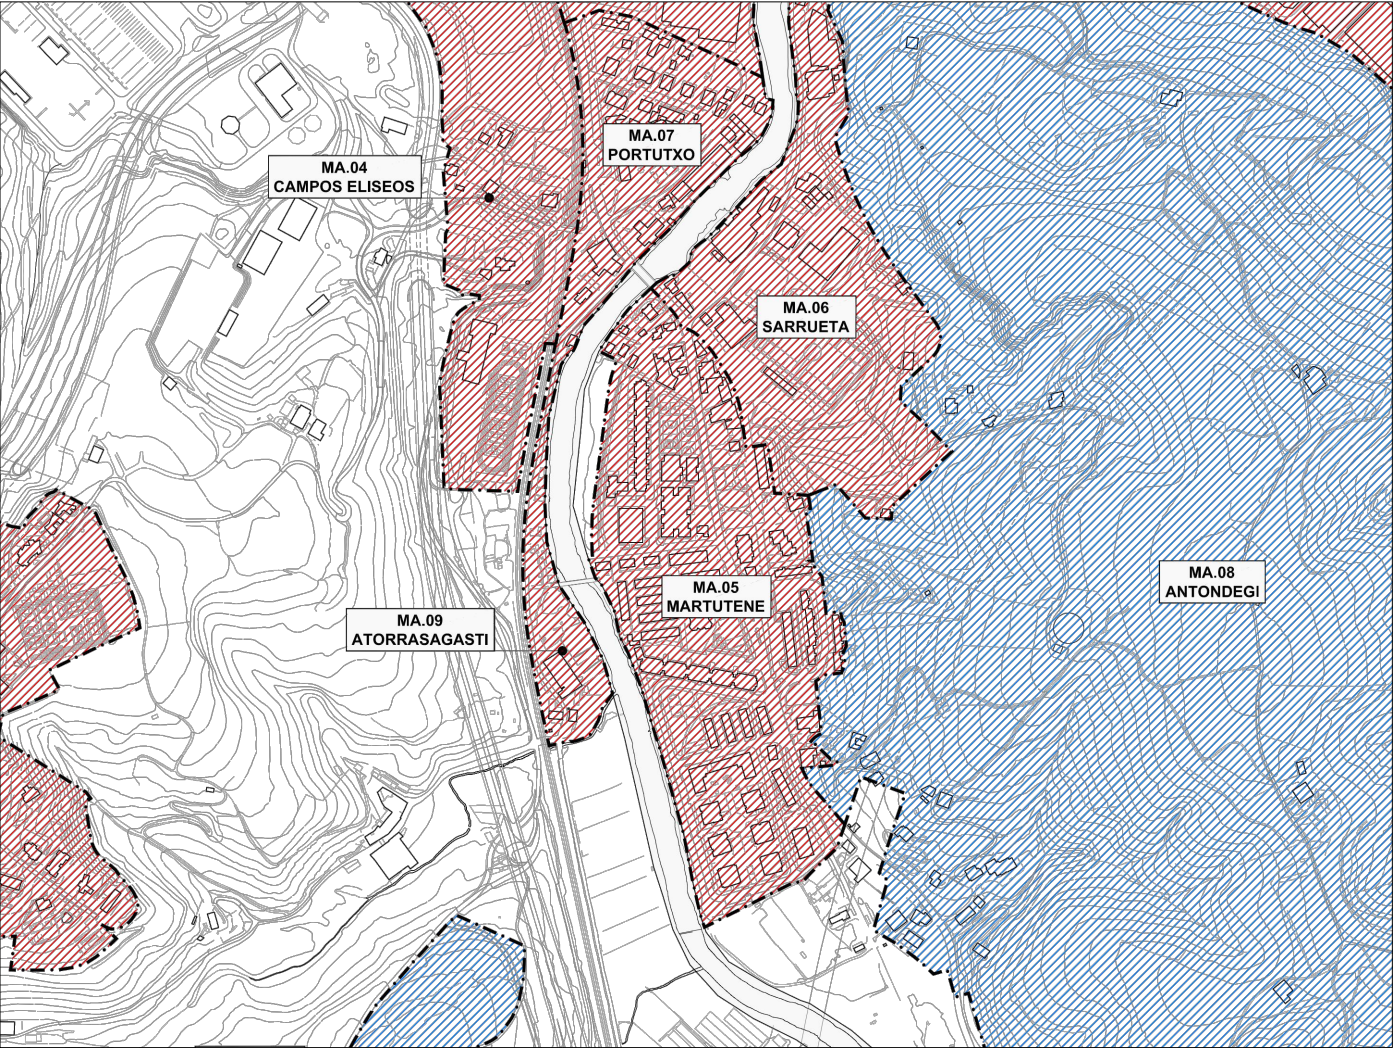 MA.07
PORTUTXO
MA.04
CAMPOS ELISEOS
MA.06
SARRUETA
MA.08
ANTONDEGI
MA.05
MARTUTENE
MA.09
ATORRASAGASTI